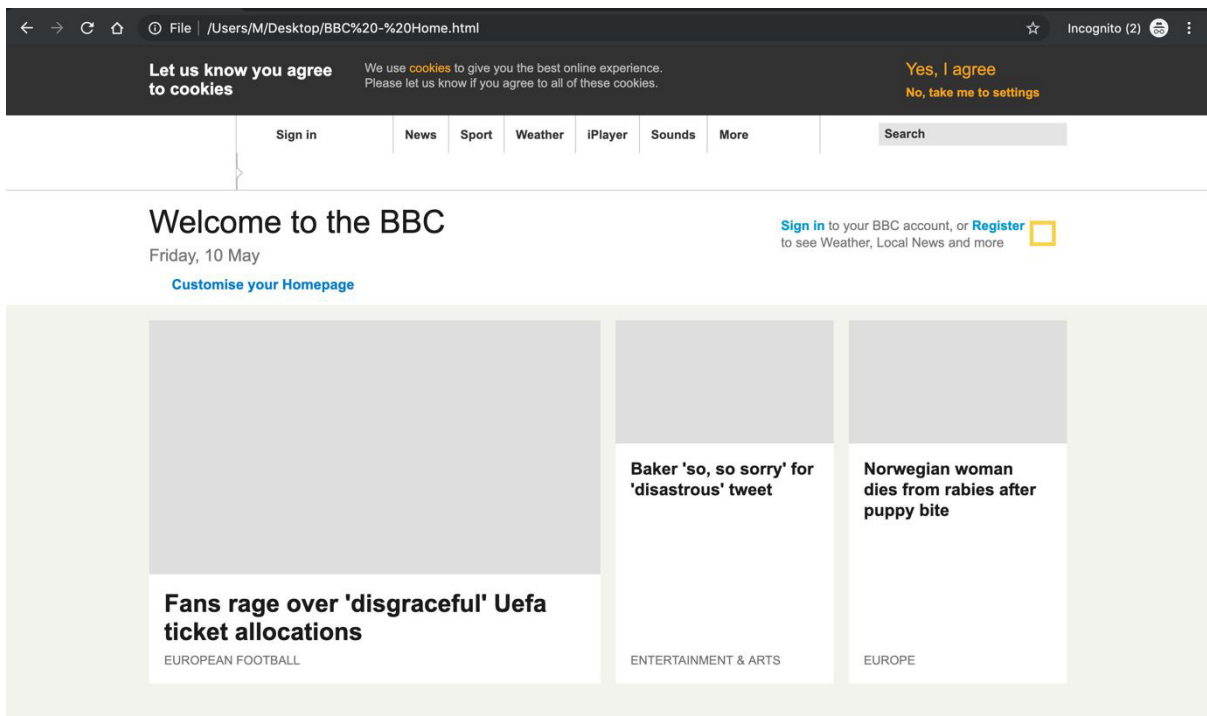 File | /Users/M/Desktop/BBC%20-%20Home.html
Incognito (2)
Let us know you agree
to cookies
We use cookies to give you the best online experience.
Please let us know if you agree to all of these cookies.
Yes, I agree
No, take me to settings
Sign in
News
Sport
Weather
iPlayer
Sounds
More
Search
Welcome to the BBC
Friday, 10 May
Customise your Homepage
Sign in to your BBC account, or Register
to see Weather, Local News and more
Fans rage over 'disgraceful' Uefa
ticket allocations
EUROPEAN FOOTBALL
Baker 'so, so sorry' for
'disastrous' tweet
ENTERTAINMENT & ARTS
Norwegian woman
dies from rabies after
puppy bite
EUROPE